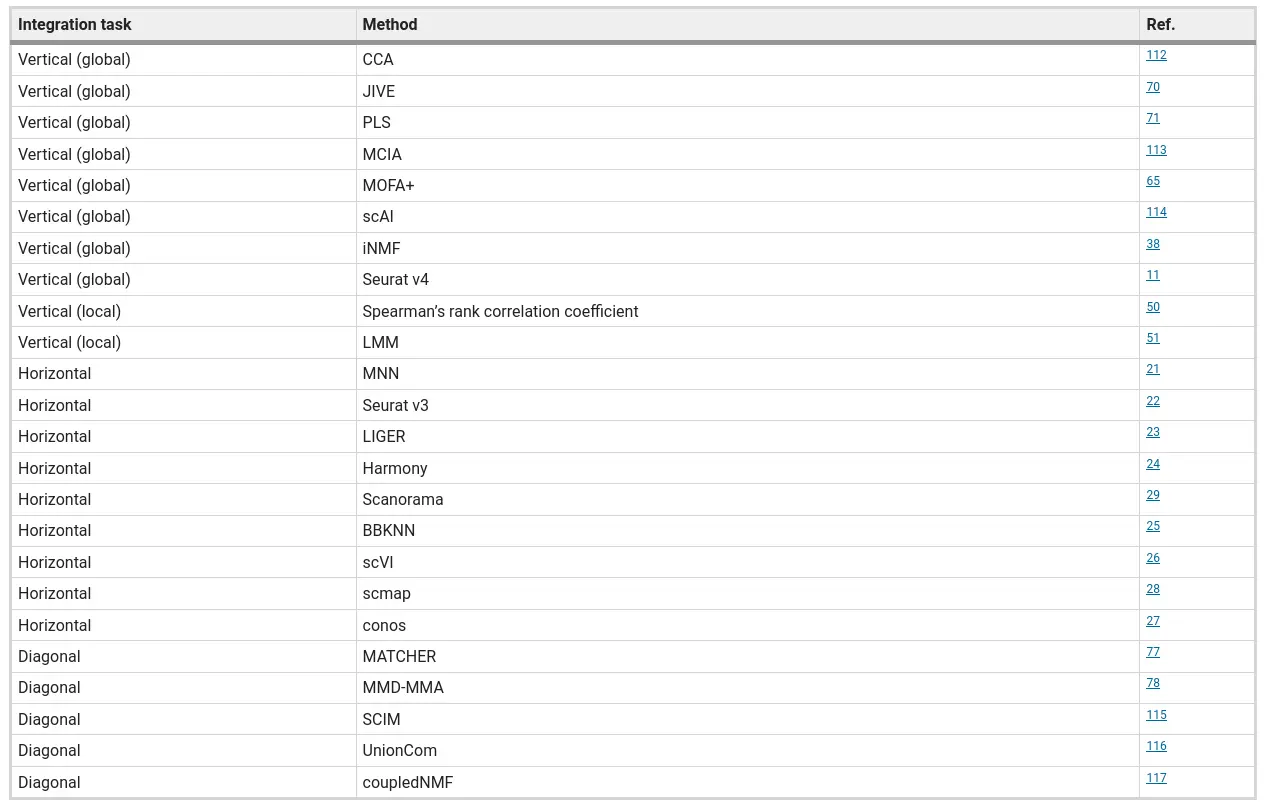 Integration task Method Ref.
Vertical (global) CCA 112
Vertical (global) JIVE 70
Vertical (global) PLS 71
Vertical (global) MCIA 113
Vertical (global) MOFA+ 65
Vertical (global) scAI 114
Vertical (global) iNMF 38
Vertical (global) Seurat v4 11
Vertical (local) Spearman’s rank correlation coefficient 50
Vertical (local) LMM 51
Horizontal MNN 21
Horizontal Seurat v3 22
Horizontal LIGER 23
Horizontal Harmony 24
Horizontal Scanorama 29
Horizontal BBKNN 25
Horizontal scVI 26
Horizontal scmap 28
Horizontal conos 27
Diagonal MATCHER 77
Diagonal MMD-MMA 78
Diagonal SCIM 115
Diagonal UnionCom 116
Diagonal coupledNMF 117